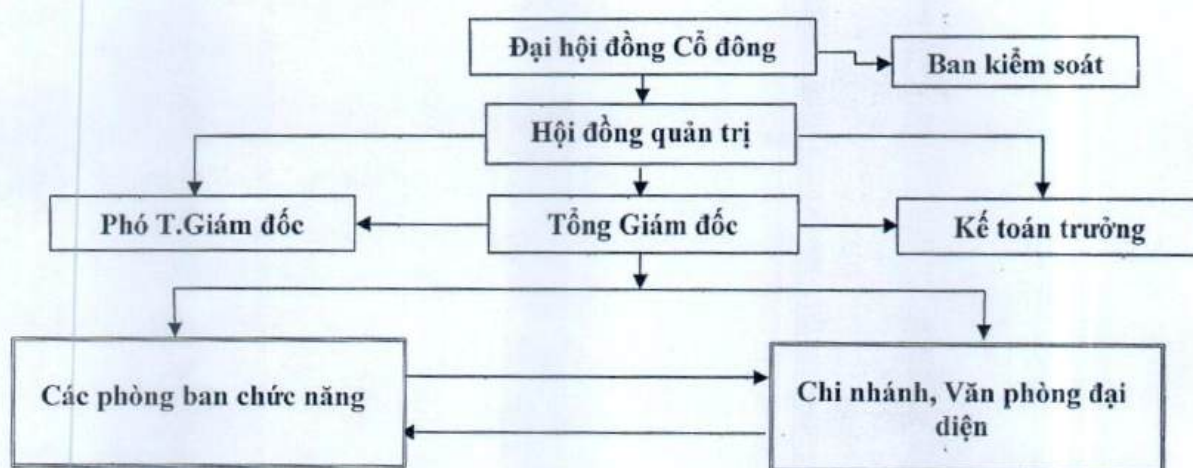 Đại hội đồng Cổ đông
Ban kiểm soát
Hội đồng quản trị
Phó T.Giám đốc
Tổng Giám đốc
Kế toán trưởng
Các phòng ban chức năng
Chi nhánh, Văn phòng đại
diện